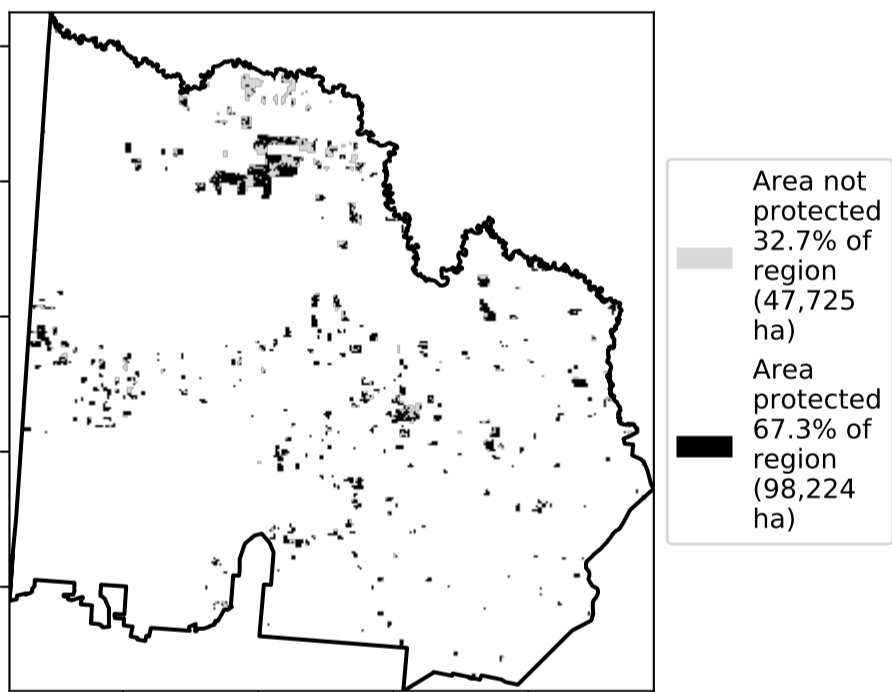 Area not
protected
32.7% of
region
(47,725
ha)
Area
protected
67.3% of
region
(98,224
ha)